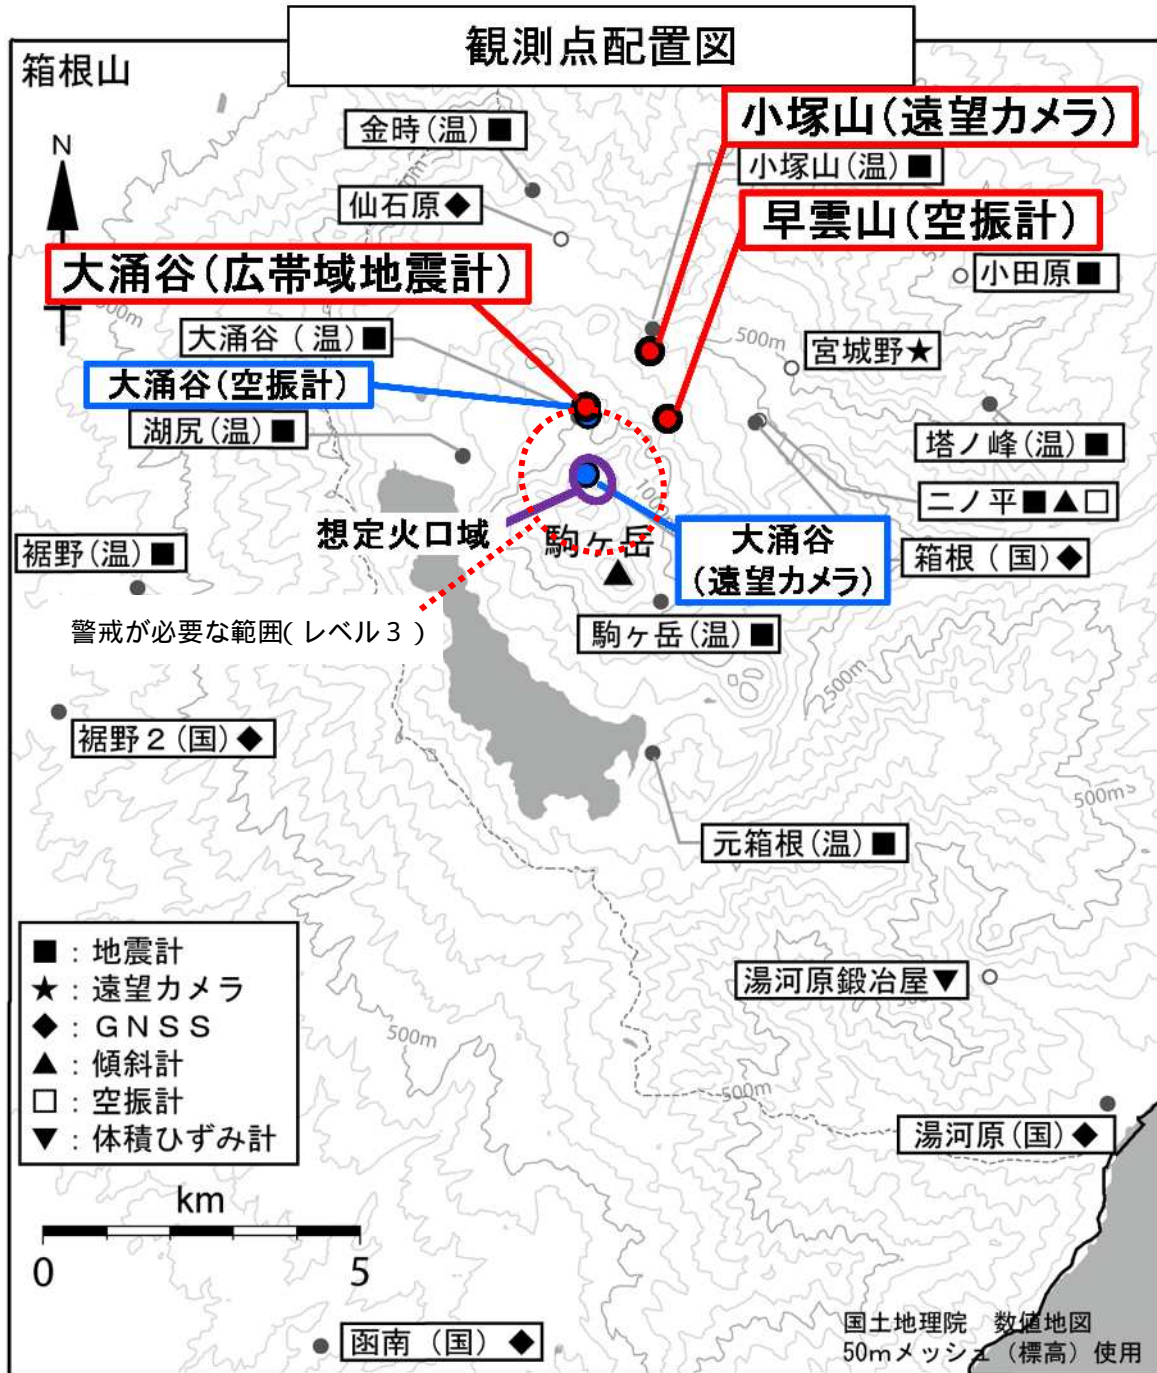 観測点配置図
箱根山
N
金時(温)■
小塚山(遠望カメラ)
小塚山(温)■
仙石原◆
早雲山(空振計)
大涌谷(広帯域地震計)
小田原■
500m
大涌谷(温)■
500m
宮城野★
大涌谷(空振計)
湖尻(温)■
塔ノ峰(温)■
二ノ平■▲□
想定火口域
駒ヶ岳
大涌谷
(遠望カメラ)
箱根(国)◆
裾野(温)■
警戒が必要な範囲(レベル3)
駒ヶ岳(温)■
裾野2(国)◆
500m
500m
元箱根(温)■
■:地震計
★:遠望カメラ
◆:GNSS
▲:傾斜計
□:空振計
▼:体積ひずみ計
湯河原鍛冶屋▼
500m
500m
湯河原(国)◆
km
0 5
函南(国)◆
国土地理院 数値地図
50mメッシュ(標高)使用